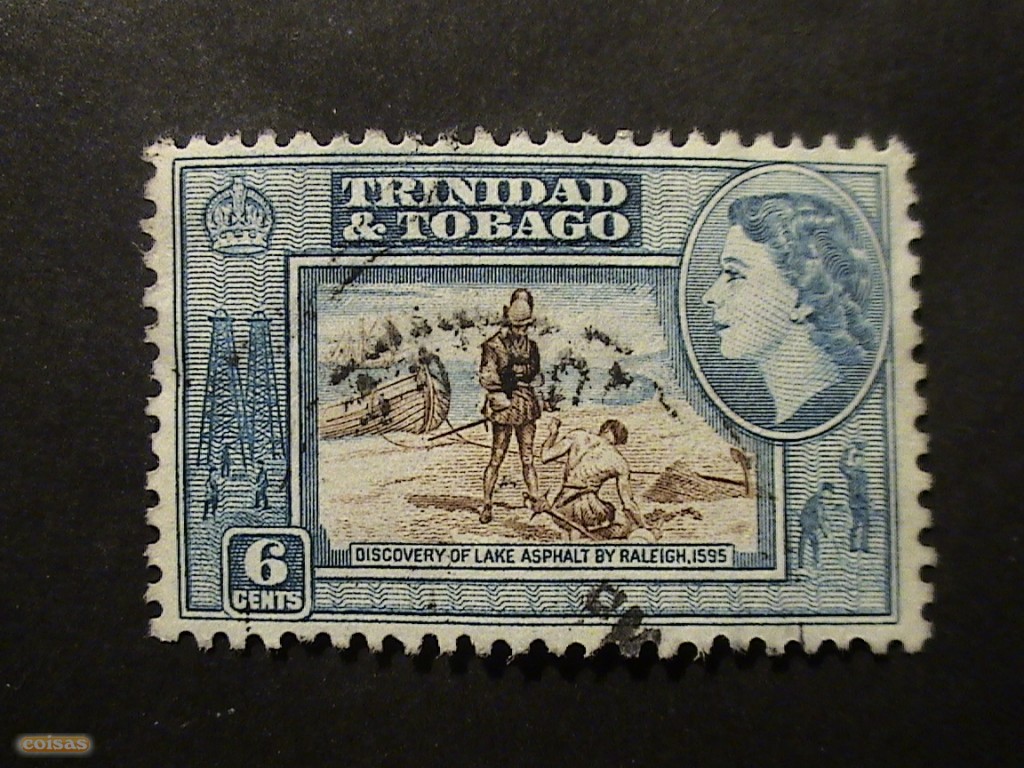 TRINIDAD
& TOBAGO
DISCOVERY OF LAKE ASPHALT BY RALEIGH, 1595
6
CENTS
coisas